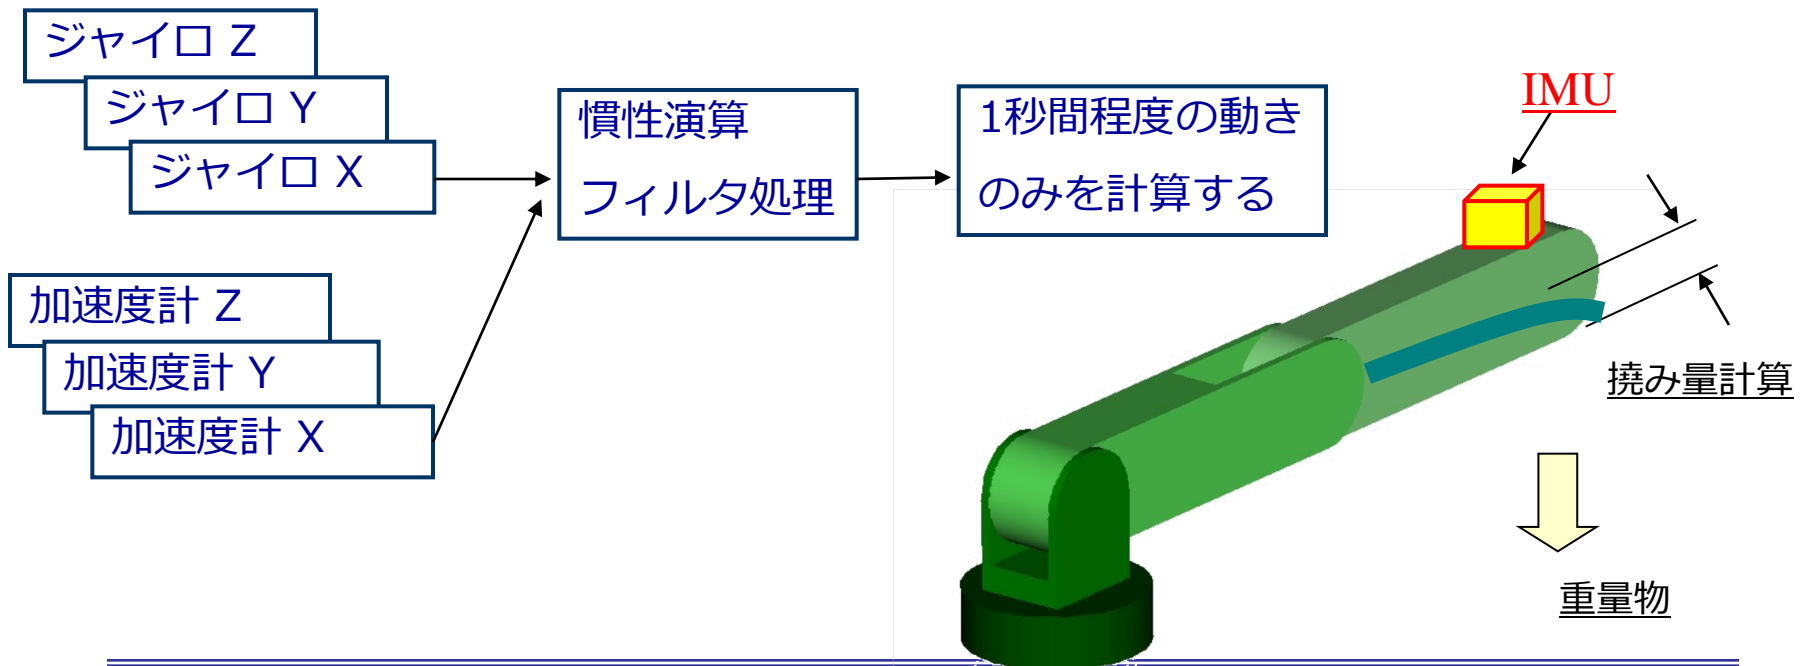 ジャイロ Z
ジャイロ Y
ジャイロ X
加速度計 Z
加速度計 Y
加速度計 X
慣性演算
フィルタ処理
1秒間程度の動き
のみを計算する
IMU
撓み量計算
重量物